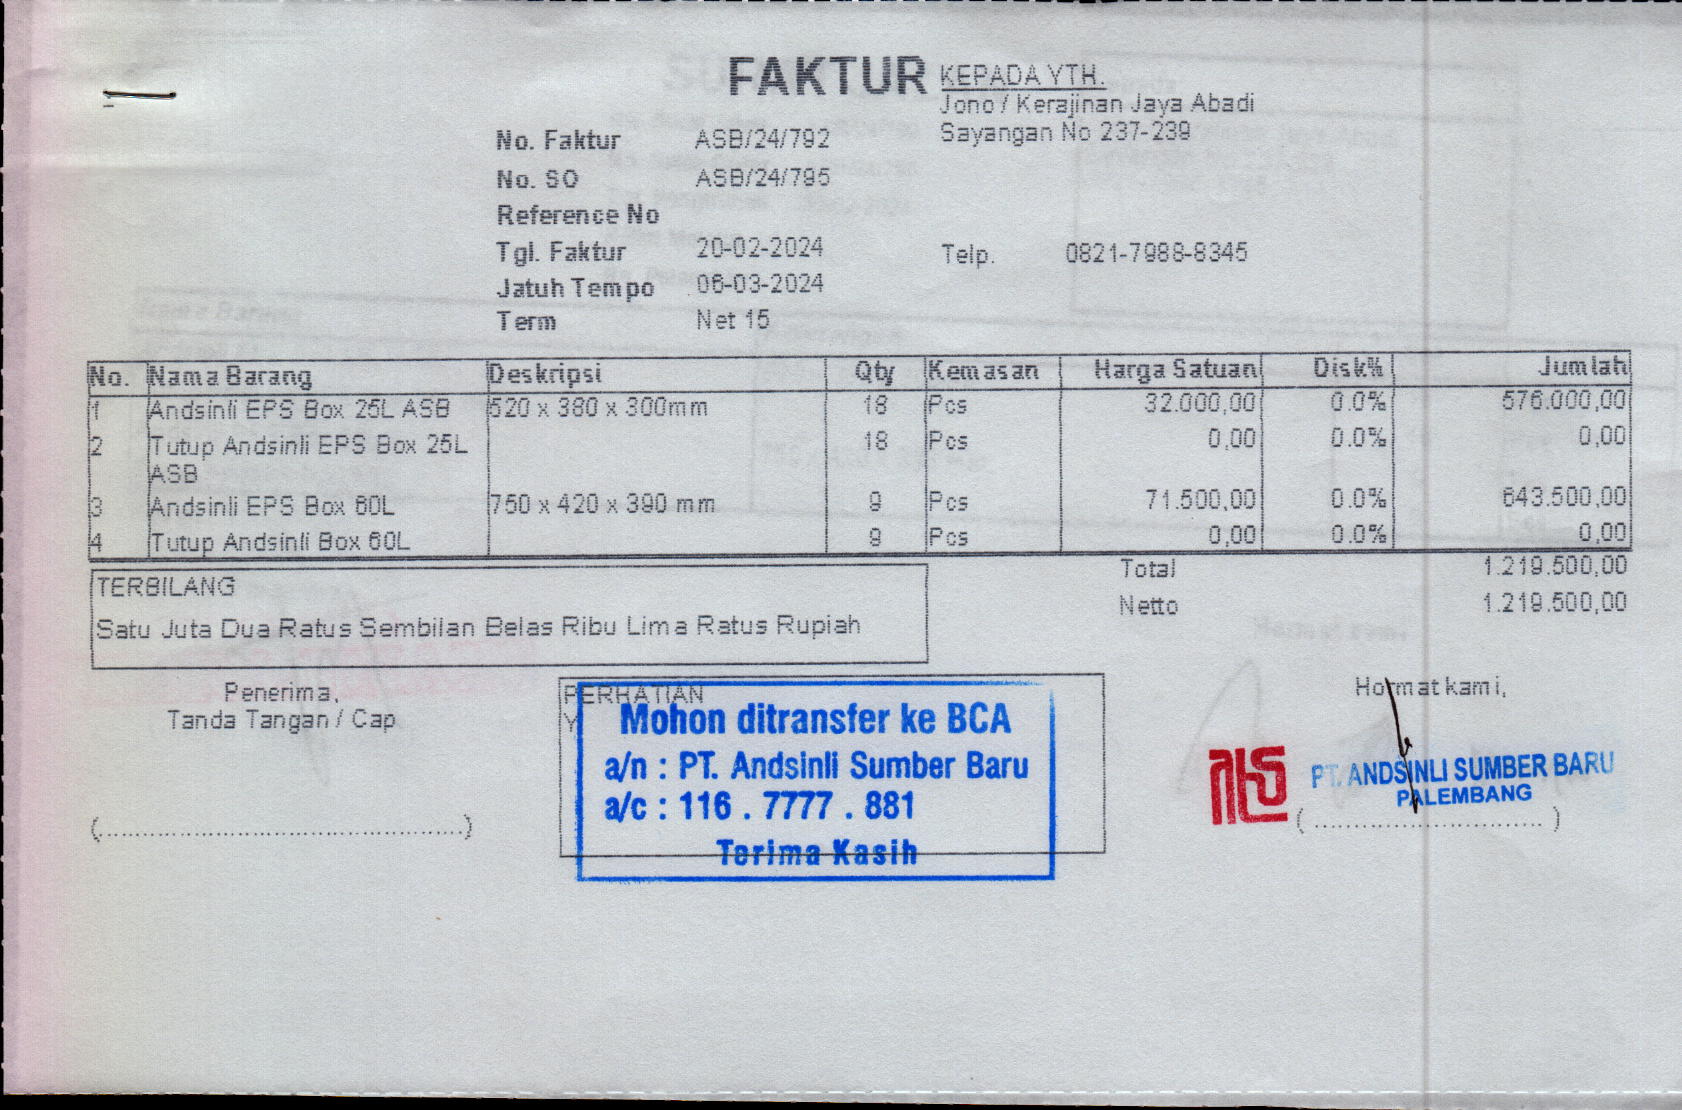 FAKTUR
KEPADA YTH.
Jono / Kerajinan Jaya Abadi
Sayangan No 237-239
No. Faktur ASB/24/792
No. SO ASB/24/795
Reference No
Tgl. Faktur 20-02-2024
Telp. 0821-7988-8345
Jatuh Tempo 06-03-2024
Term Net 15
No. Nama Barang Deskripsi Qty Kemasan Harga Satuan Disk% Jumlah
1 Andsinli EPS Box 25L ASB 520 x 380 x 300mm 18 Pcs 32.000,00 0.0% 576.000,00
2 Tutup Andsinli EPS Box 25L 18 Pcs 0,00 0.0% 0,00
ASB
3 Andsinli EPS Box 60L 750 x 420 x 390 mm 9 Pcs 71.500,00 0.0% 643.500,00
4 Tutup Andsinli Box 60L 9 Pcs 0,00 0.0% 0,00
Total 1.219.500,00
Netto 1.219.500,00
TERBILANG
Satu Juta Dua Ratus Sembilan Belas Ribu Lima Ratus Rupiah
Penerima,
Tanda Tangan / Cap
(..............................................)
PERHATIAN
Mohon ditransfer ke BCA
a/n : PT. Andsinli Sumber Baru
a/c : 116 . 7777 . 881
Terima Kasih
Hormat kami,
PT. ANDSINLI SUMBER BARU
PALEMBANG
( ............................ )